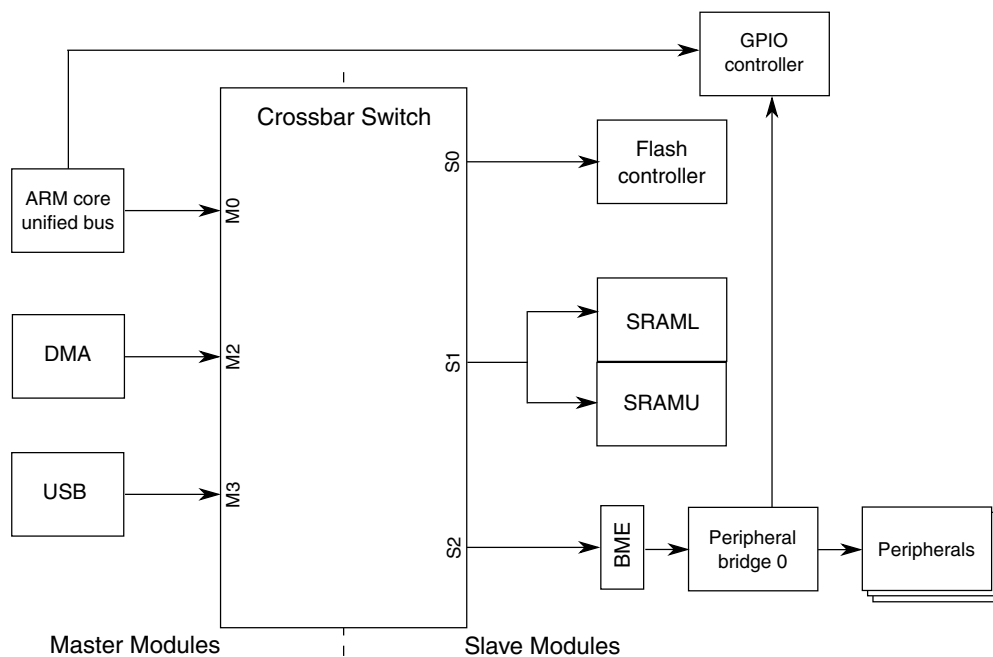 GPIO
controller
Crossbar Switch
S0
Flash
controller
ARM core
unified bus
M0
SRAML
DMA
M2
S1
SRAMU
USB
M3
S2
BME
Peripheral
bridge 0
Peripherals
Master Modules
Slave Modules